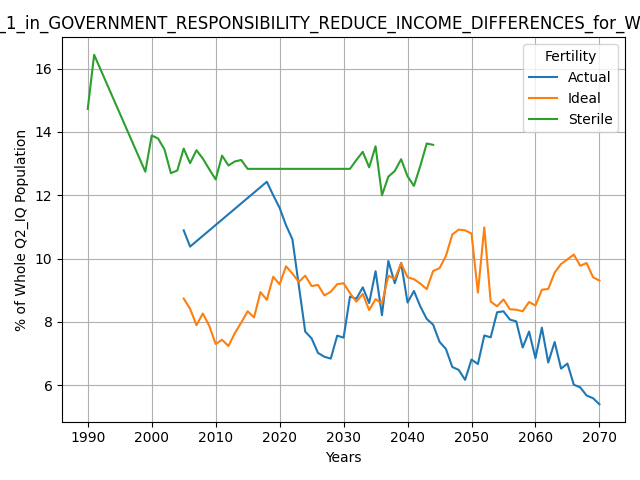 _1_in_GOVERNMENT_RESPONSIBILITY_REDUCE_INCOME_DIFFERENCES_for_W
Fertility
Actual
Ideal
Sterile
% of Whole Q2_IQ Population
16
14
12
10
8
6
1990 2000 2010 2020 2030 2040 2050 2060 2070
Years